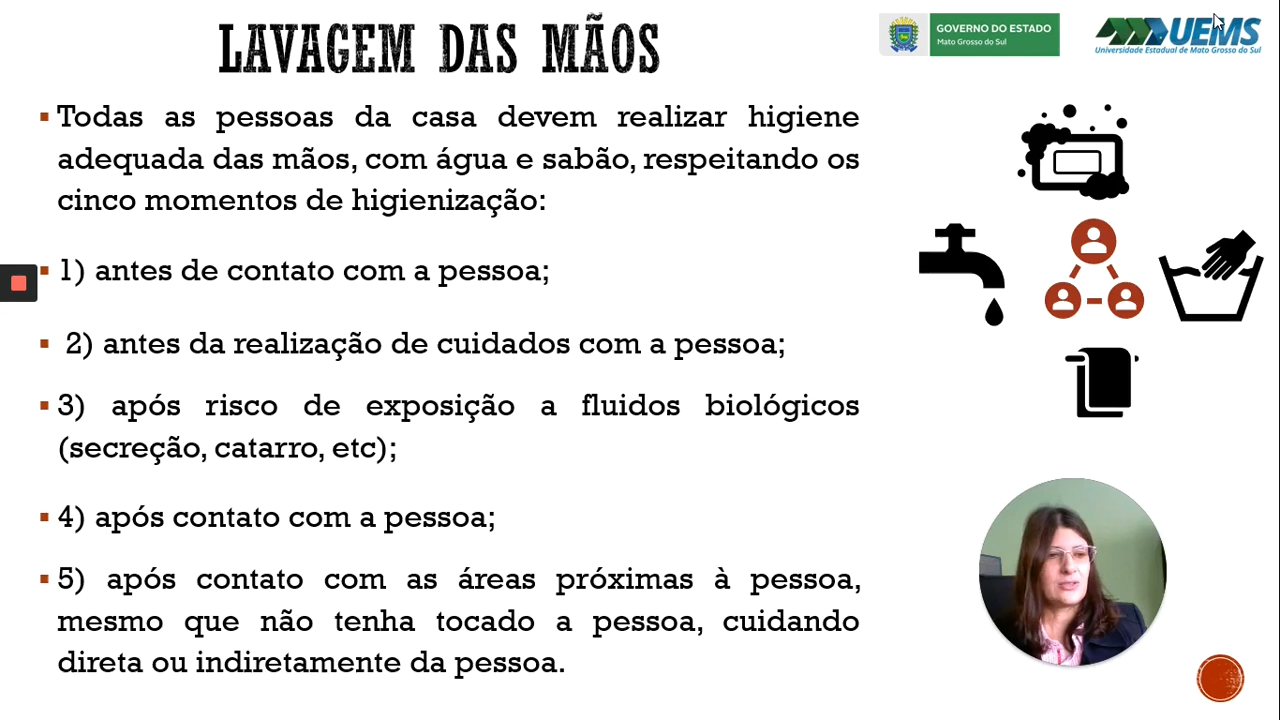 LAVAGEM DAS MÃOS
GOVERNO DO ESTADO
Mato Grosso do Sul
UEMS
Universidade Estadual de Mato Grosso do Sul
Todas as pessoas da casa devem realizar higiene
adequada das mãos, com água e sabão, respeitando os
cinco momentos de higienização:
1) antes de contato com a pessoa;
2) antes da realização de cuidados com a pessoa;
3) após risco de exposição a fluidos biológicos
(secreção, catarro, etc);
4) após contato com a pessoa;
5) após contato com as áreas próximas à pessoa,
mesmo que não tenha tocado a pessoa, cuidando
direta ou indiretamente da pessoa.